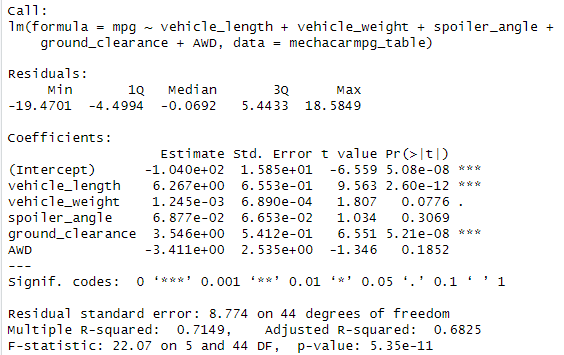 Call:
lm(formula = mpg ~ vehicle_length + vehicle_weight + spoiler_angle +
    ground_clearance + AWD, data = mechacarmpg_table)

Residuals:
     Min       1Q   Median       3Q      Max
-19.4701  -4.4994  -0.0692   5.4433  18.5849

Coefficients:
                   Estimate Std. Error t value Pr(>|t|)
(Intercept)      -1.040e+02  1.585e+01  -6.559 5.08e-08 ***
vehicle_length    6.267e+00  6.553e-01   9.563 2.60e-12 ***
vehicle_weight    1.245e-03  6.890e-04   1.807   0.0776 .
spoiler_angle     6.877e-02  6.653e-02   1.034   0.3069
ground_clearance  3.546e+00  5.412e-01   6.551 5.21e-08 ***
AWD              -3.411e+00  2.535e+00  -1.346   0.1852
---
Signif. codes:  0 ‘***’ 0.001 ‘**’ 0.01 ‘*’ 0.05 ‘.’ 0.1 ‘ ’ 1

Residual standard error: 8.774 on 44 degrees of freedom
Multiple R-squared:  0.7149,    Adjusted R-squared:  0.6825
F-statistic: 22.07 on 5 and 44 DF,  p-value: 5.35e-11